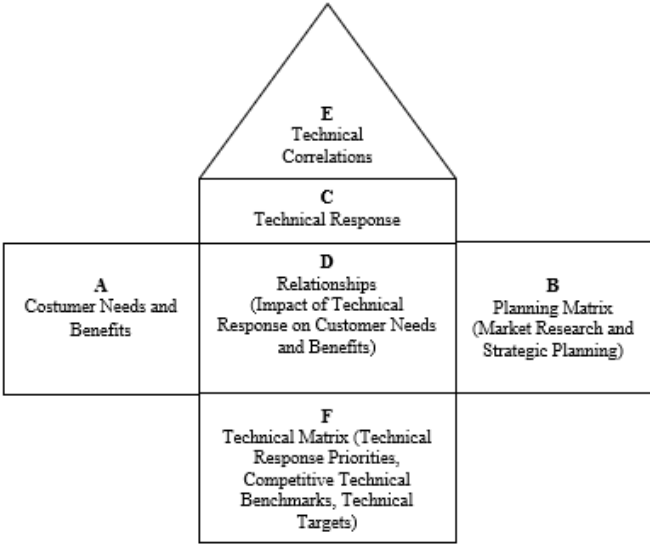 E
Technical
Correlations
C
Technical Response
A
Costumer Needs and
Benefits
D
Relationships
(Impact of Technical
Response on Customer Needs
and Benefits)
B
Planning Matrix
(Market Research and
Strategic Planning)
F
Technical Matrix (Technical
Response Priorities,
Competitive Technical
Benchmarks, Technical
Targets)